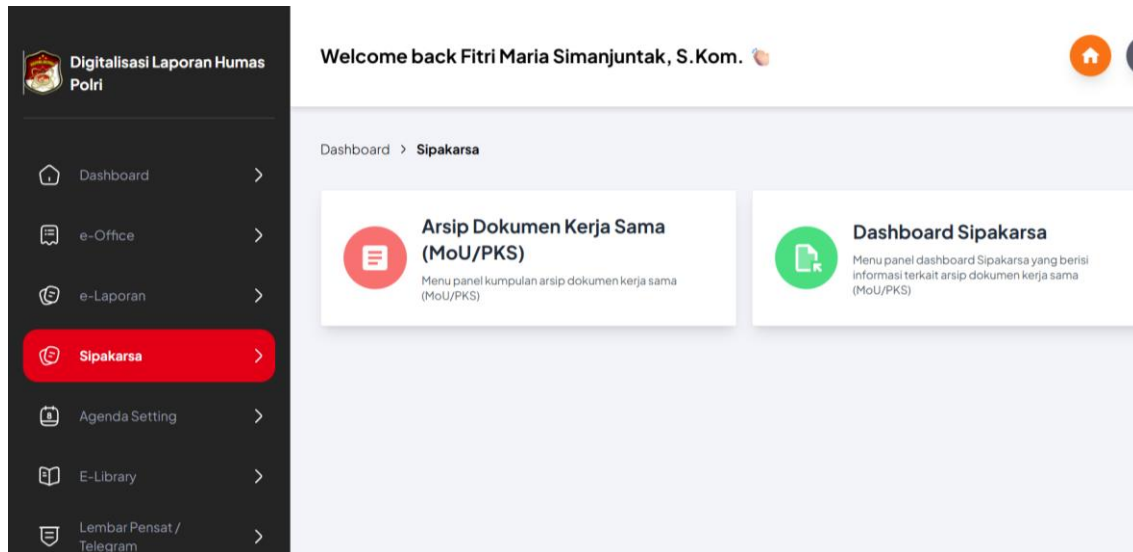 Digitalisasi Laporan Humas
Polri
Dashboard
e-Office
e-Laporan
Sipakarsa
Agenda Setting
8
E-Library
Lembar Pensat /
Telegram
Welcome back Fitri Maria Simanjuntak, S.Kom. 👏
Dashboard > Sipakarsa
Arsip Dokumen Kerja Sama
(MoU/PKS)
Menu panel kumpulan arsip dokumen kerja sama
(MoU/PKS)
Dashboard Sipakarsa
Menu panel dashboard Sipakarsa yang berisi
informasi terkait arsip dokumen kerja sama
(MoU/PKS)